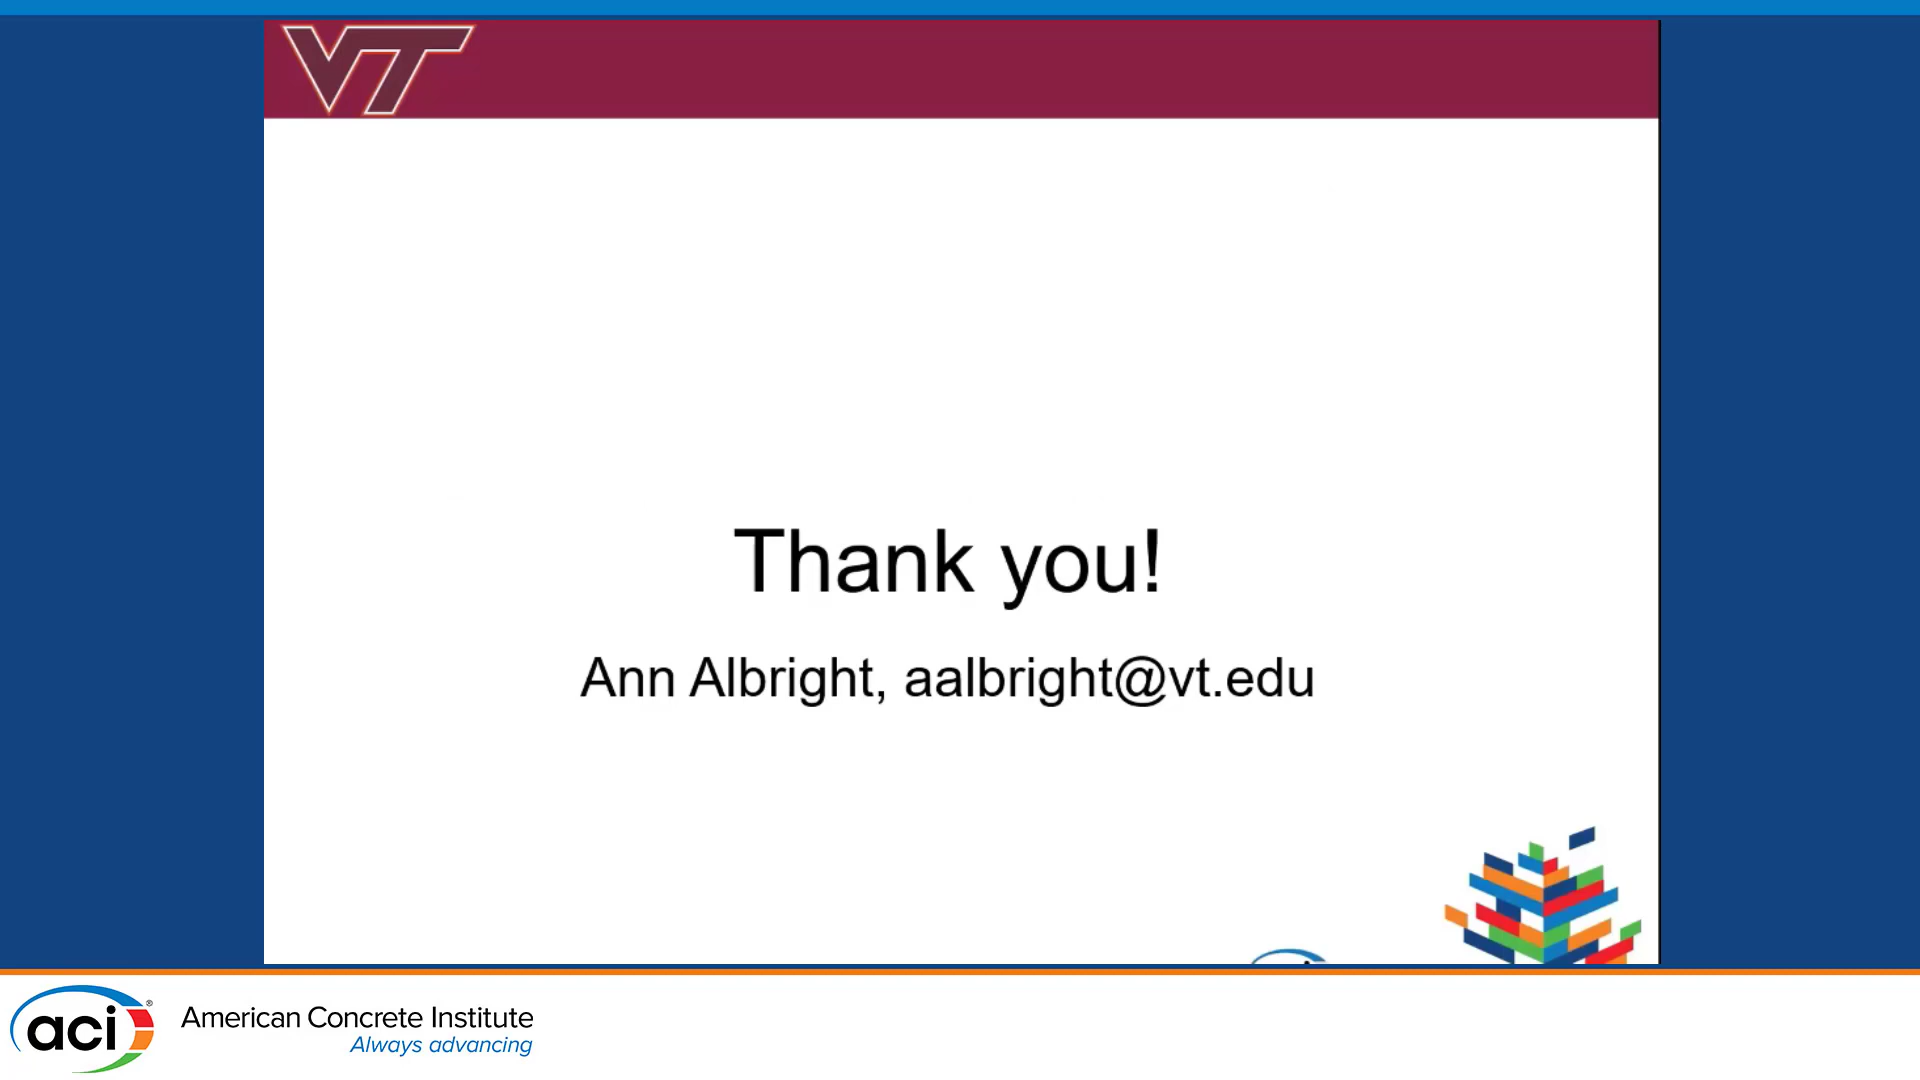 VT
Thank you!
Ann Albright, aalbright@vt.edu
aci®
American Concrete Institute
Always advancing